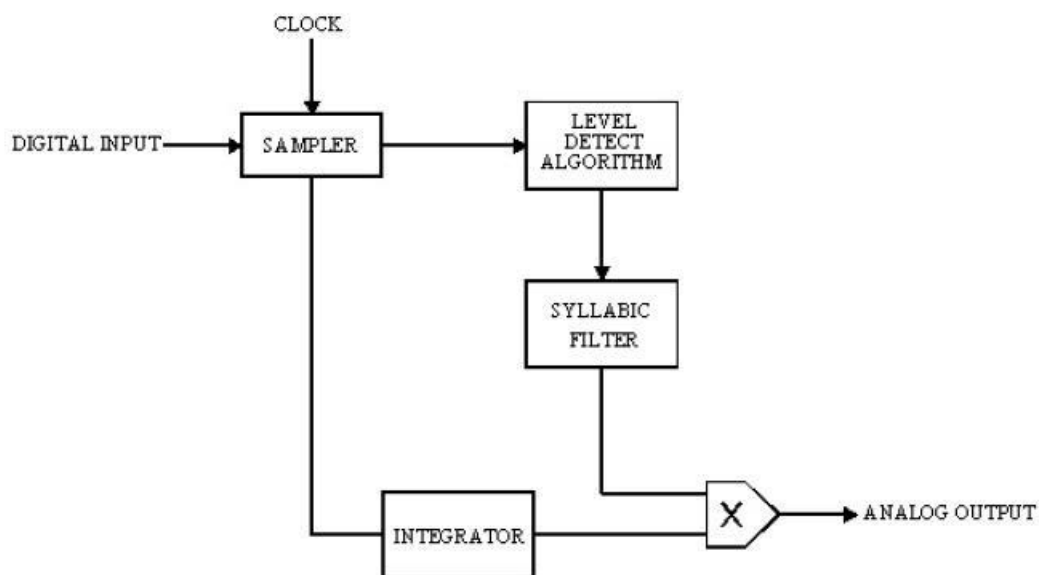 CLOCK
DIGITAL INPUT
SAMPLER
LEVEL
DETECT
ALGORITHM
SYLLABIC
FILTER
INTEGRATOR
X
ANALOG OUTPUT